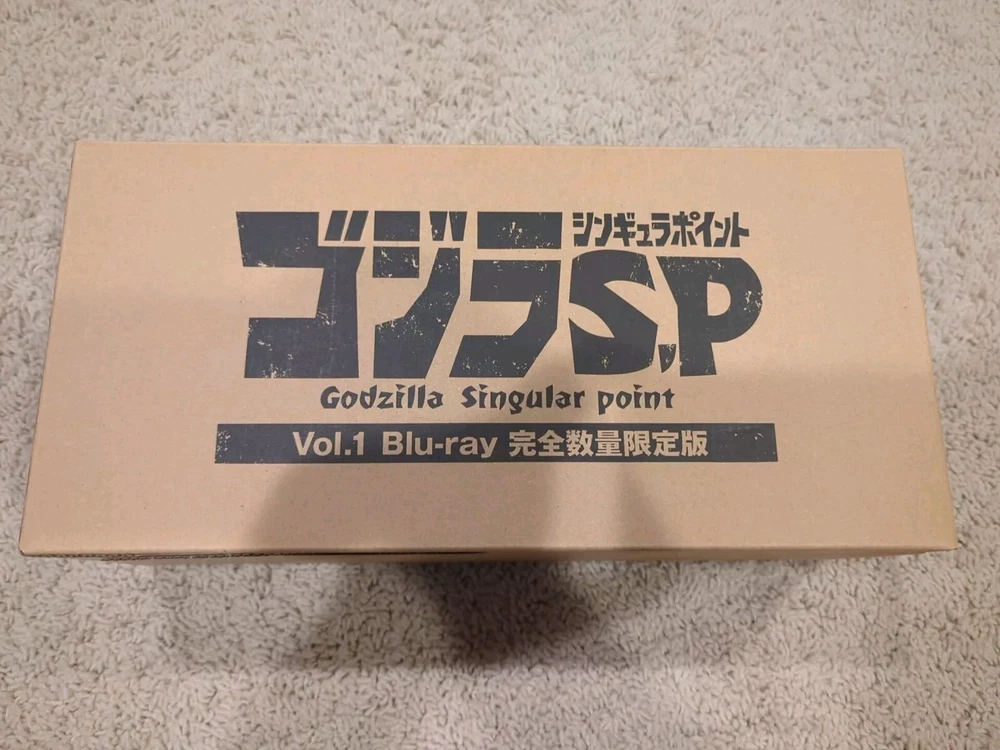 シンギュラポイント
ゴジラS.P
Godzilla Singular point
Vol.1 Blu-ray 完全数量限定版